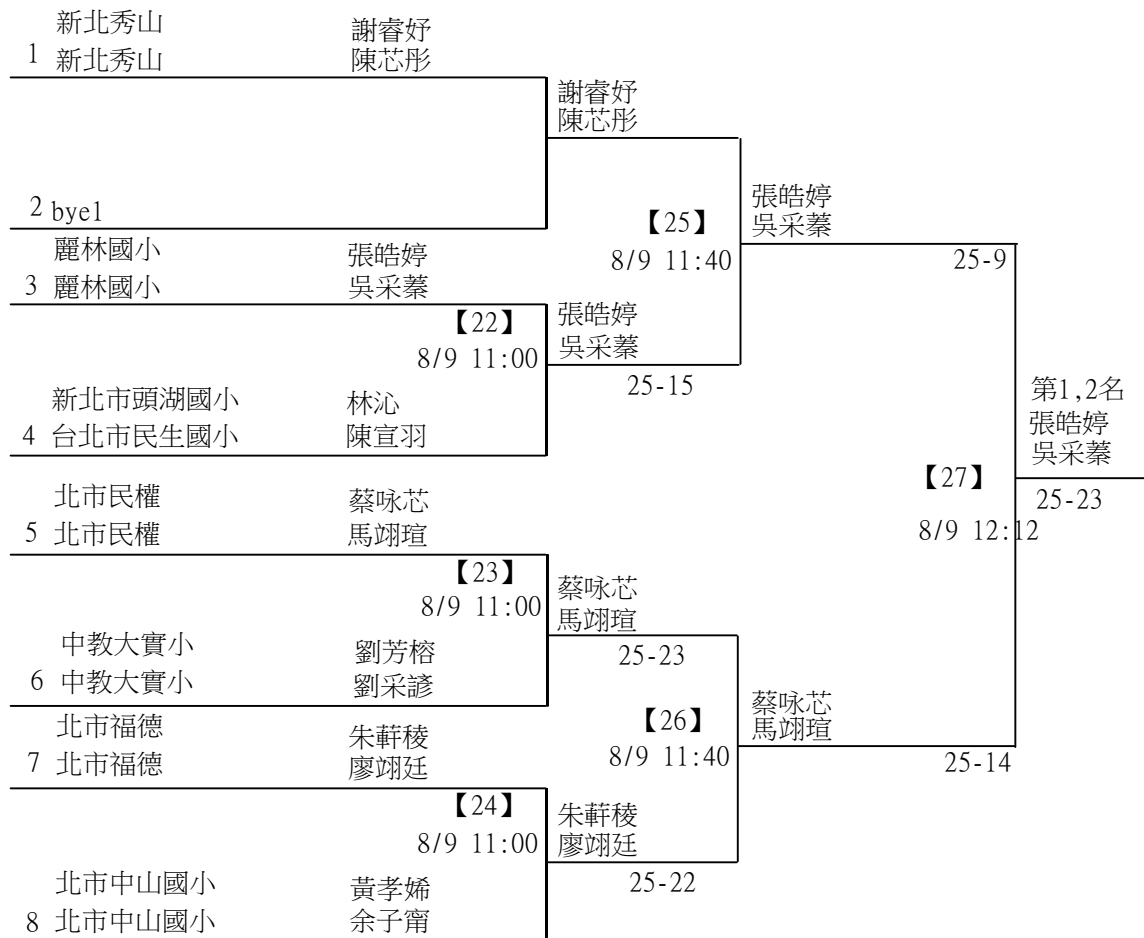 新北秀山 謝睿妤
1 新北秀山 陳芯彤
謝睿妤
陳芯彤
2 bye1
【25】
8/9 11:40
張皓婷
吳采蓁
25-9
麗林國小 張皓婷
3 麗林國小 吳采蓁
【22】
8/9 11:00
張皓婷
吳采蓁
25-15
新北市頭湖國小 林沁
4 台北市民生國小 陳宣羽
第1,2名
張皓婷
吳采蓁
【27】
8/9 12:12
25-23
北市民權 蔡咏芯
5 北市民權 馬翊瑄
【23】
8/9 11:00
蔡咏芯
馬翊瑄
25-23
中教大實小 劉芳榕
6 中教大實小 劉采諺
【26】
8/9 11:40
蔡咏芯
馬翊瑄
25-14
北市福德 朱蓒稜
7 北市福德 廖翊廷
【24】
8/9 11:00
朱蓒稜
廖翊廷
25-22
北市中山國小 黃孝娪
8 北市中山國小 余子甯